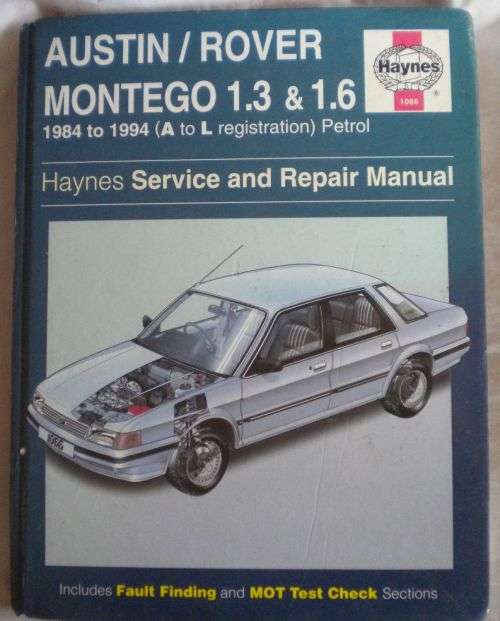 AUSTIN / ROVER
MONTEGO 1.3 & 1.6
1984 to 1994 (A to L registration) Petrol
Haynes
1066
Haynes Service and Repair Manual
1066
Includes Fault Finding and MOT Test Check Sections